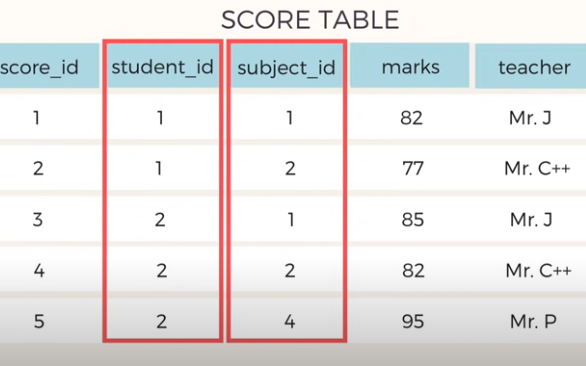 SCORE TABLE
score_id student_id subject_id marks teacher
1 1 1 82 Mr. J
2 1 2 77 Mr. C++
3 2 1 85 Mr. J
4 2 2 82 Mr. C++
5 2 4 95 Mr. P